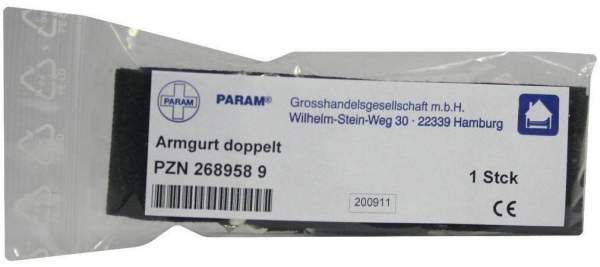 PARAM
PARAM® Grosshandelsgesellschaft m.b.H.
Wilhelm-Stein-Weg 30 · 22339 Hamburg
Armgurt doppelt
PZN 268958 9
1 Stck
200911
CE